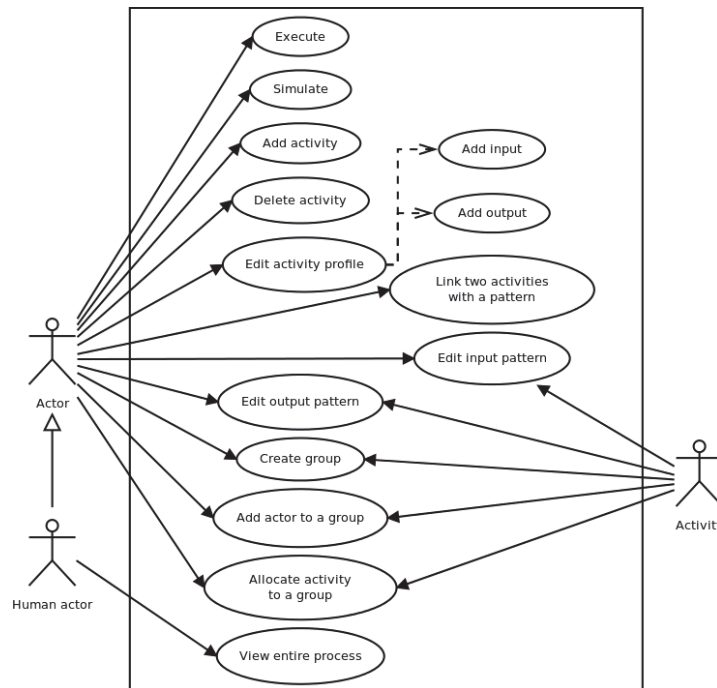 Execute
Simulate
Add activity
Add input
Delete activity
Add output
Edit activity profile
Link two activities
with a pattern
Edit input pattern
Actor
Edit output pattern
Create group
Add actor to a group
Activit
Allocate activity
to a group
Human actor
View entire process